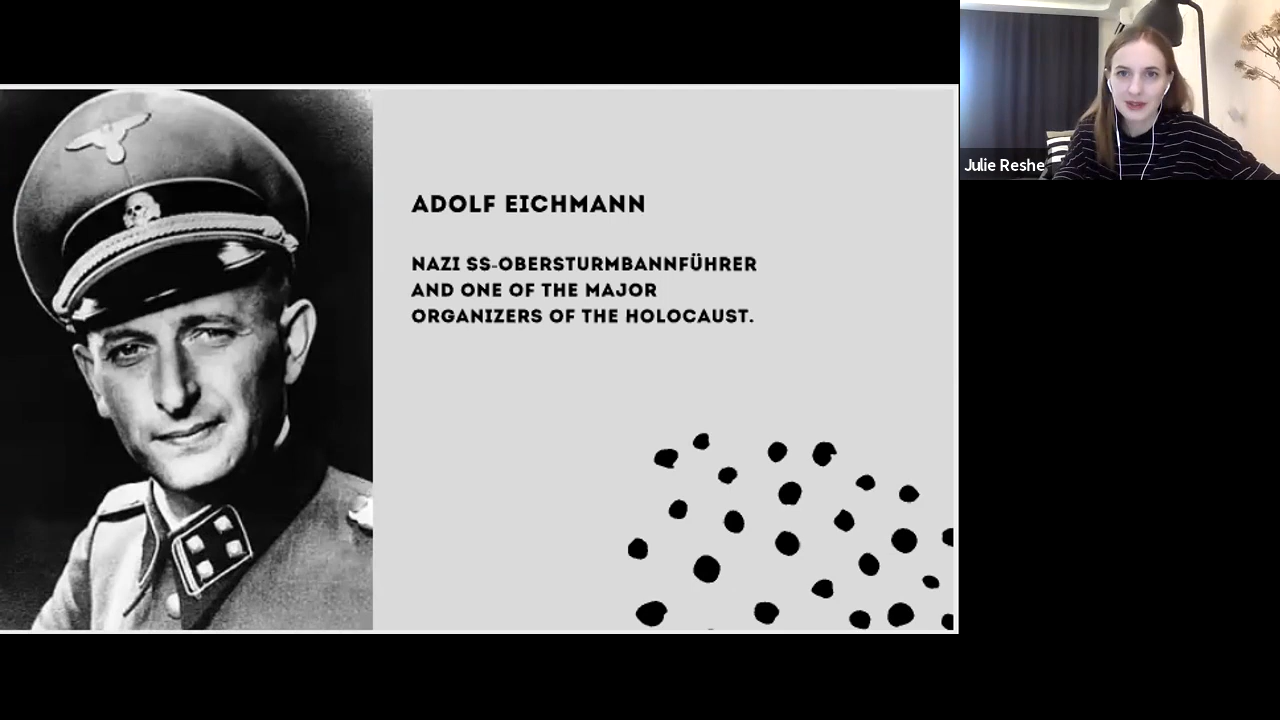 ADOLF EICHMANN
NAZI SS-OBERSTURMBANNFÜHRER
AND ONE OF THE MAJOR
ORGANIZERS OF THE HOLOCAUST.
Julie Reshe